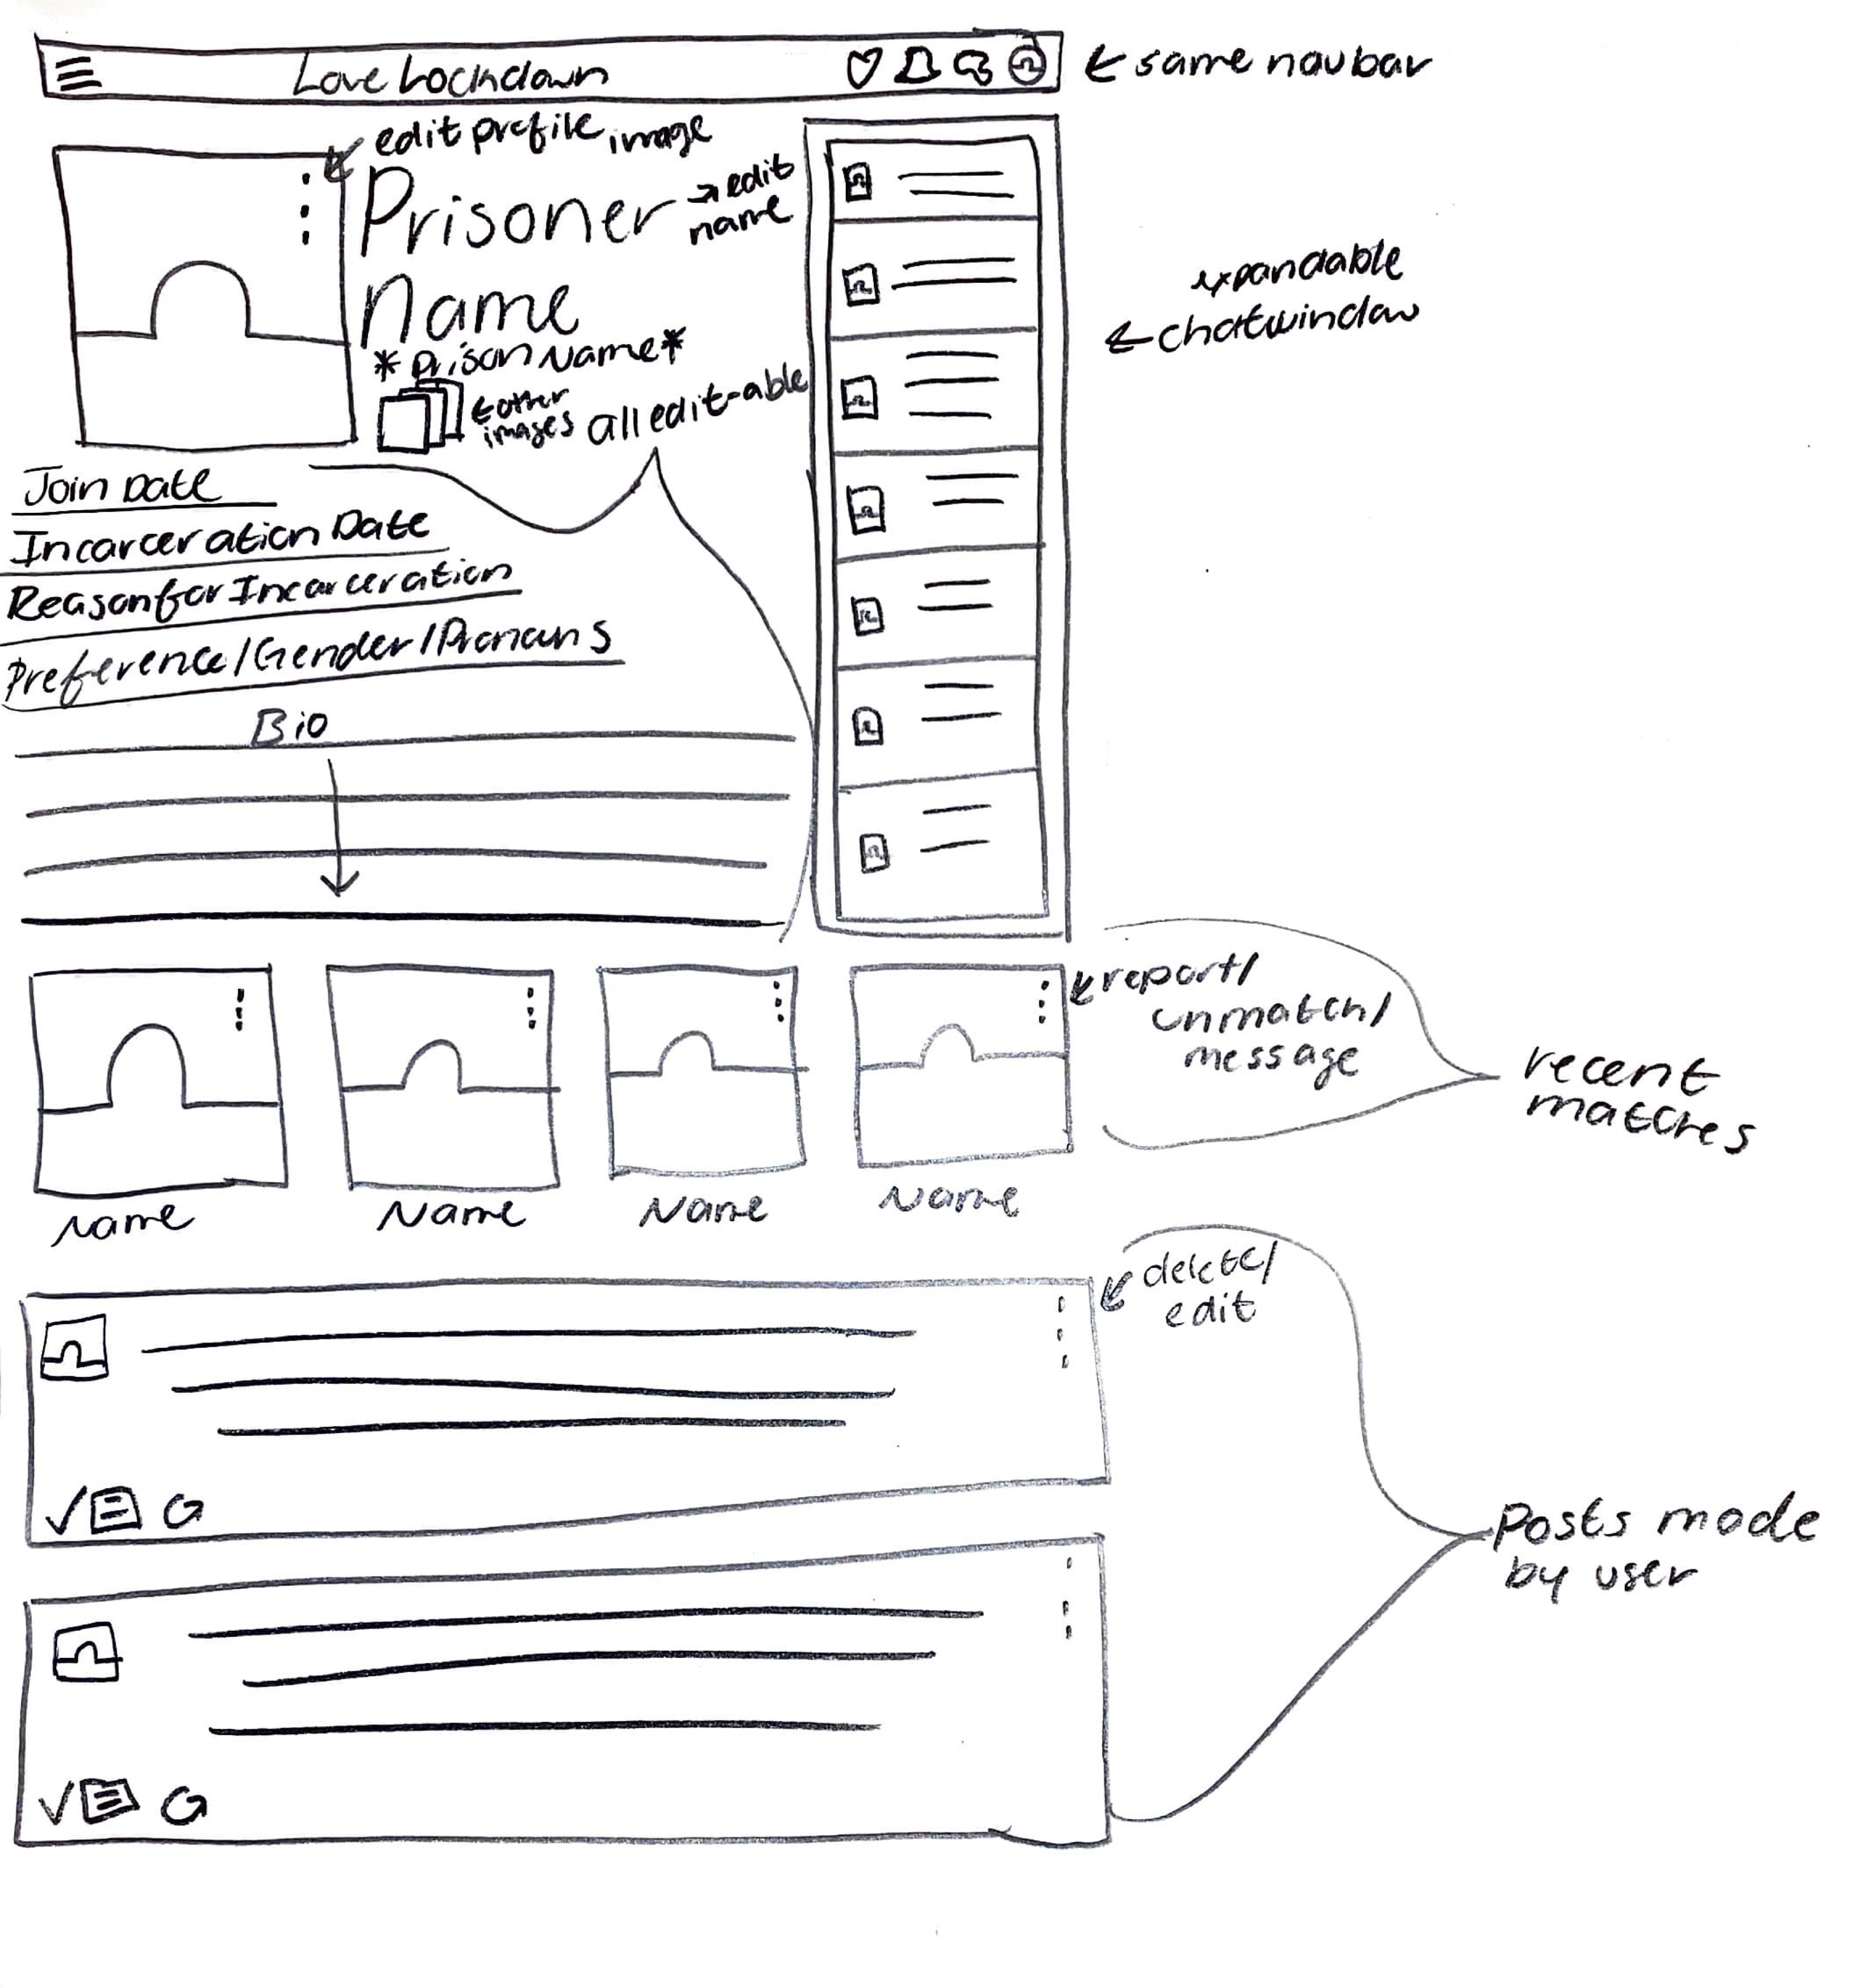 Love Lockdown
← same navbar
edit profile image
Prisoner
→ edit
name
Name
*Prison Name*
← other
images
all edit-able
expandable
← chatwindow
Join Date
Incarceration Date
Reason for Incarceration
Preference/Gender/Pronouns
Bio
report/
unmatch/
message
recent
matches
Name
Name
Name
Name
delete/
edit
Posts made
by user